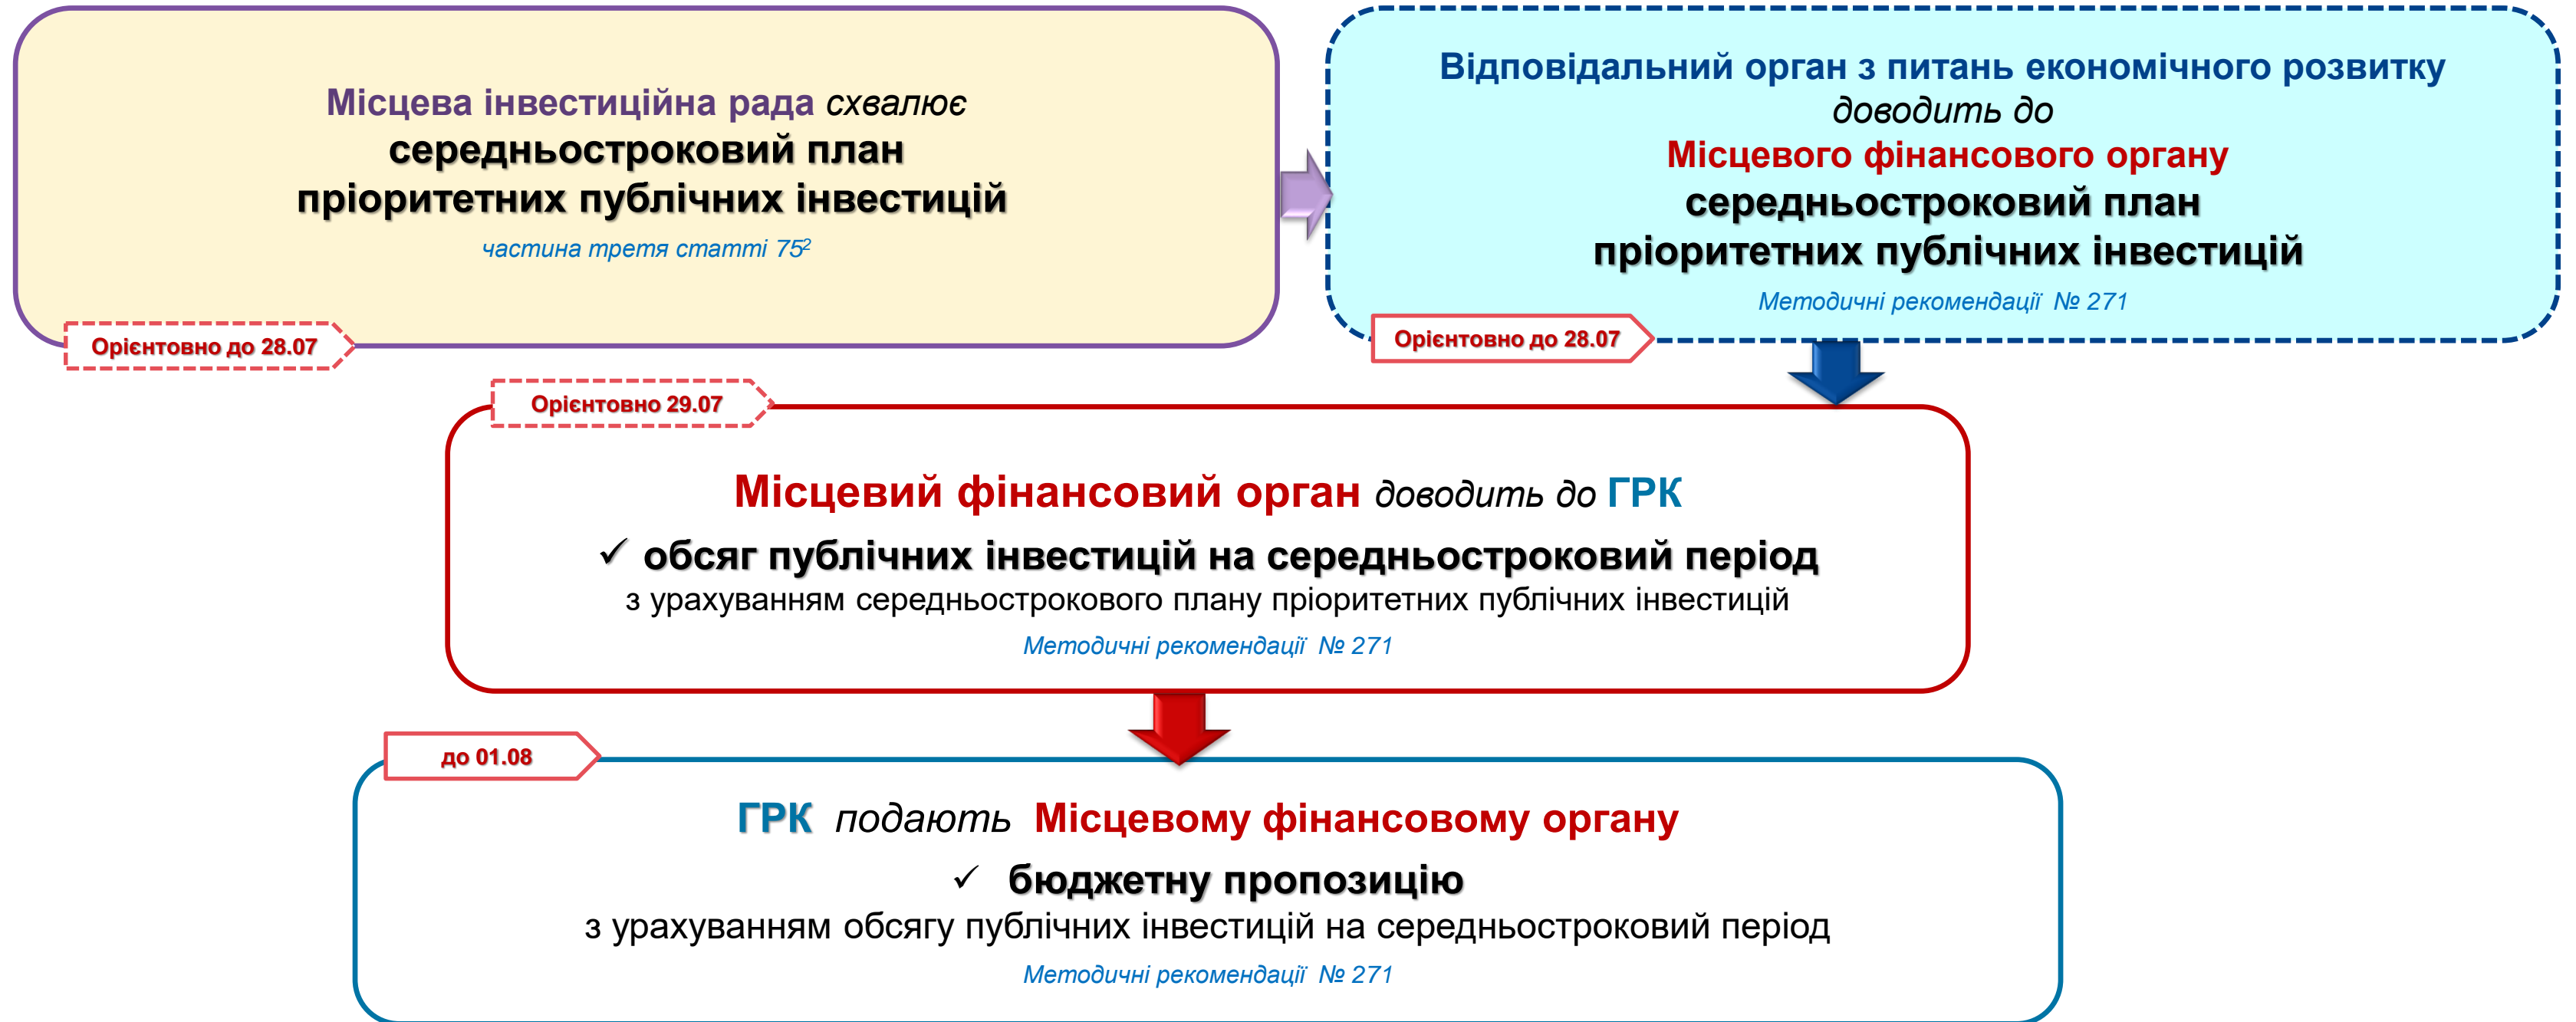 Місцева інвестиційна рада схвалює
середньостроковий план
пріоритетних публічних інвестицій
частина третя статті 75²
Орієнтовно до 28.07
Відповідальний орган з питань економічного розвитку
доводить до
Місцевого фінансового органу
середньостроковий план
пріоритетних публічних інвестицій
Методичні рекомендації № 271
Орієнтовно до 28.07
Орієнтовно 29.07
Місцевий фінансовий орган доводить до ГРК
✓ обсяг публічних інвестицій на середньостроковий період
з урахуванням середньострокового плану пріоритетних публічних інвестицій
Методичні рекомендації № 271
до 01.08
ГРК подають Місцевому фінансовому органу
✓ бюджетну пропозицію
з урахуванням обсягу публічних інвестицій на середньостроковий період
Методичні рекомендації № 271